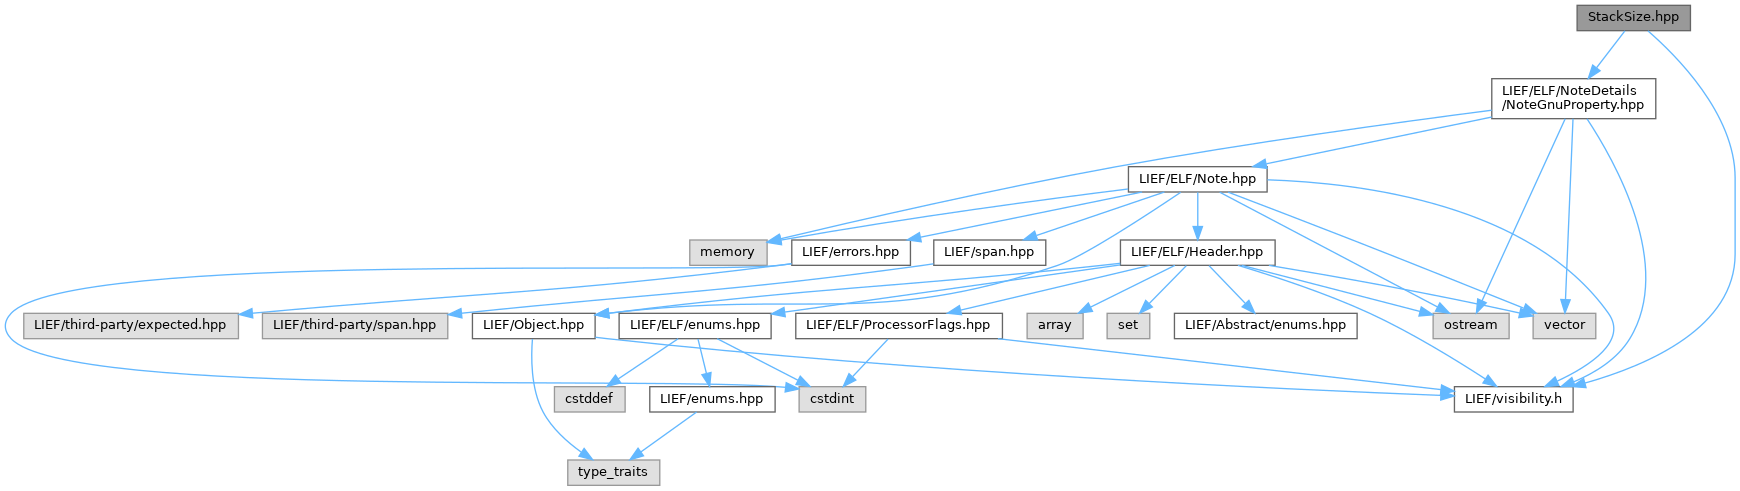 StackSize.hpp
LIEF/ELF/NoteDetails
/NoteGnuProperty.hpp
LIEF/ELF/Note.hpp
memory
LIEF/errors.hpp
LIEF/span.hpp
LIEF/ELF/Header.hpp
LIEF/third-party/expected.hpp
LIEF/third-party/span.hpp
LIEF/Object.hpp
LIEF/ELF/enums.hpp
LIEF/ELF/ProcessorFlags.hpp
array
set
LIEF/Abstract/enums.hpp
ostream
vector
cstddef
LIEF/enums.hpp
cstdint
LIEF/visibility.h
type_traits